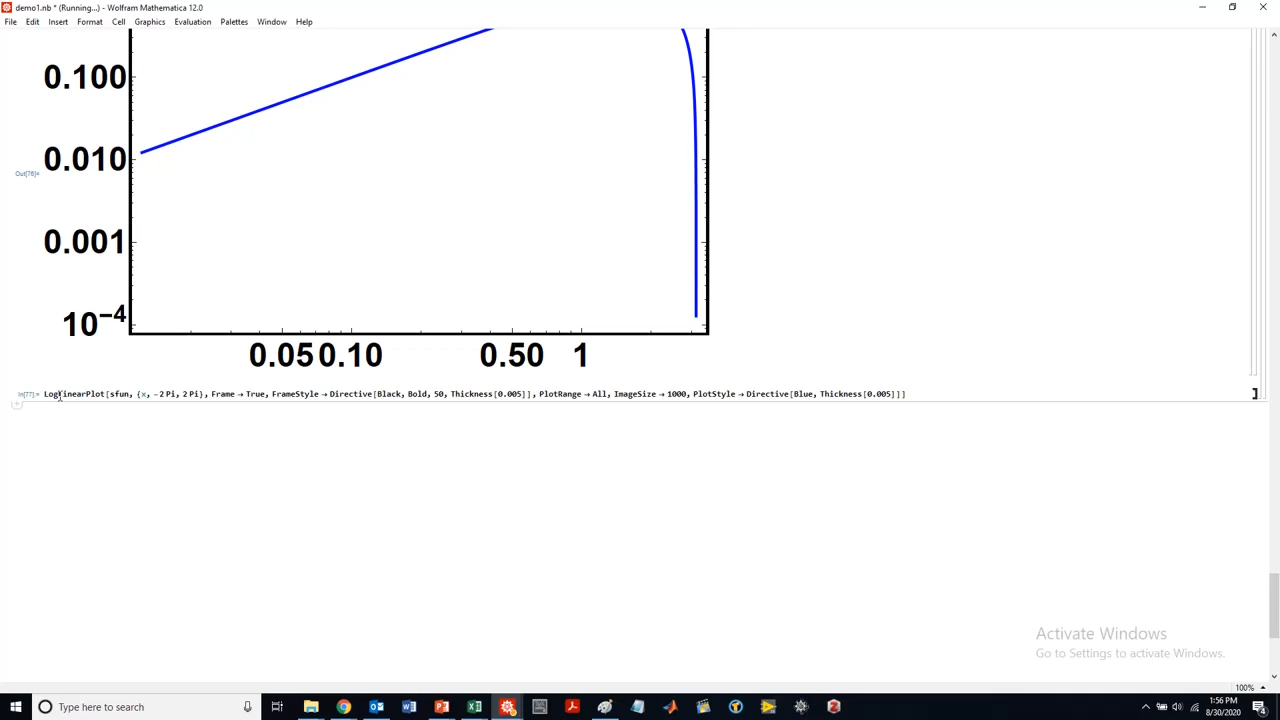 demo1.nb * (Running...) - Wolfram Mathematica 12.0
File Edit Insert Format Cell Graphics Evaluation Palettes Window Help
0.100
0.010
Out[76]=
0.001
10⁻⁴
0.05 0.10 0.50 1
In[77]:= LogLinearPlot[sfun, {x, -2 Pi, 2 Pi}, Frame → True, FrameStyle → Directive[Black, Bold, 50, Thickness[0.005]], PlotRange → All, ImageSize → 1000, PlotStyle → Directive[Blue, Thickness[0.005]]]
Activate Windows
Go to Settings to activate Windows.
100%
Type here to search
1:56 PM
8/30/2020